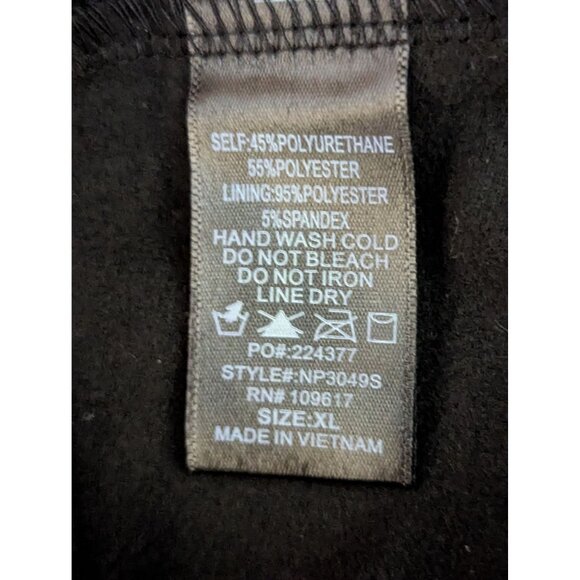 SELF:45%POLYURETHANE
55%POLYESTER
LINING:95%POLYESTER
5%SPANDEX
HAND WASH COLD
DO NOT BLEACH
DO NOT IRON
LINE DRY
PO#:224377
STYLE#:NP3049S
RN# 109617
SIZE:XL
MADE IN VIETNAM